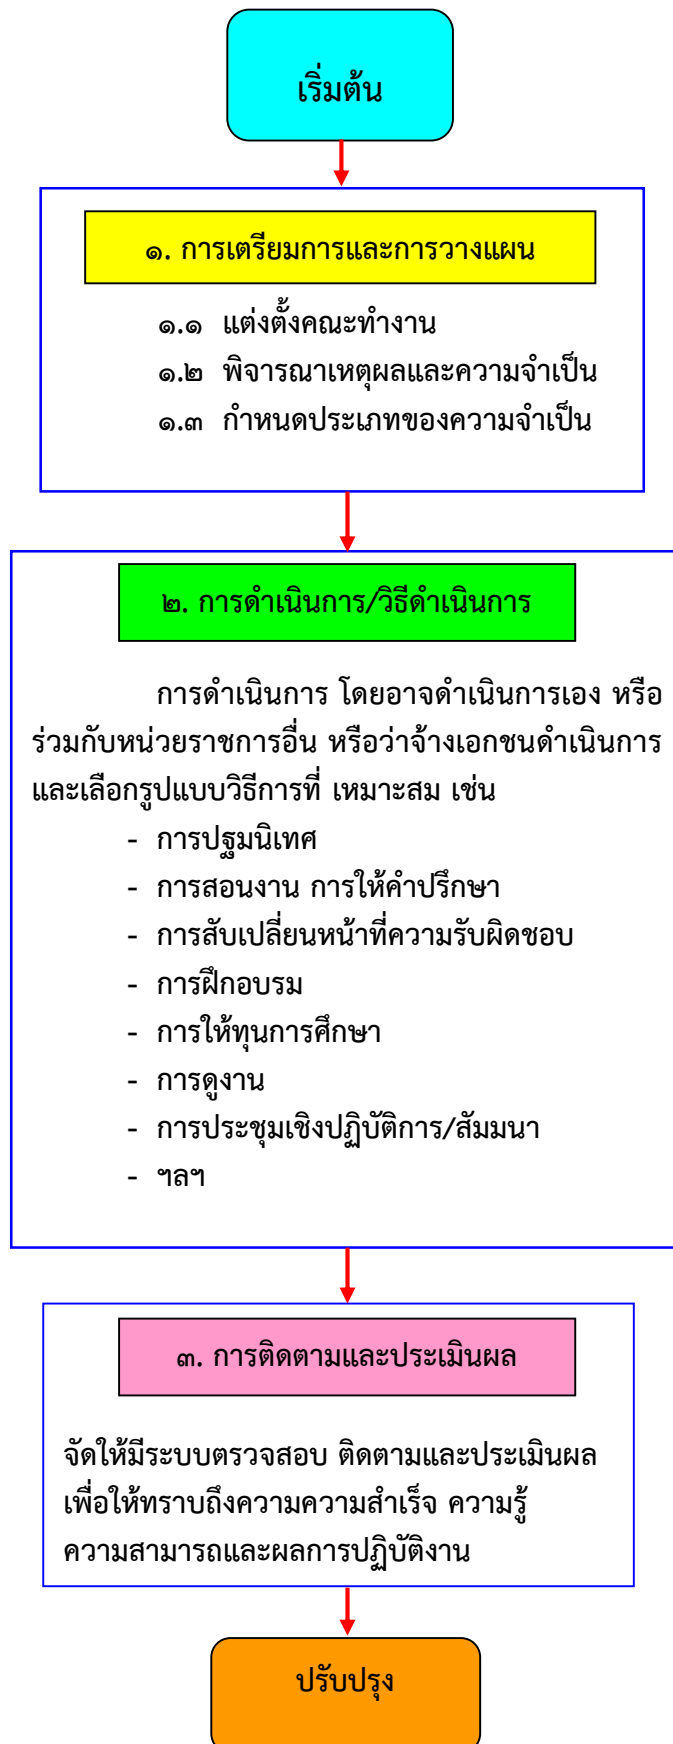 เริ่มต้น
๑. การเตรียมการและการวางแผน
๑.๑ แต่งตั้งคณะทำงาน
๑.๒ พิจารณาเหตุผลและความจำเป็น
๑.๓ กำหนดประเภทของความจำเป็น
๒. การดำเนินการ/วิธีดำเนินการ
การดำเนินการ โดยอาจดำเนินการเอง หรือ
ร่วมกับหน่วยราชการอื่น หรือว่าจ้างเอกชนดำเนินการ
และเลือกรูปแบบวิธีการที่ เหมาะสม เช่น
- การปฐมนิเทศ
- การสอนงาน การให้คำปรึกษา
- การสับเปลี่ยนหน้าที่ความรับผิดชอบ
- การฝึกอบรม
- การให้ทุนการศึกษา
- การดูงาน
- การประชุมเชิงปฏิบัติการ/สัมมนา
- ฯลฯ
๓. การติดตามและประเมินผล
จัดให้มีระบบตรวจสอบ ติดตามและประเมินผล
เพื่อให้ทราบถึงความความสำเร็จ ความรู้
ความสามารถและผลการปฏิบัติงาน
ปรับปรุง